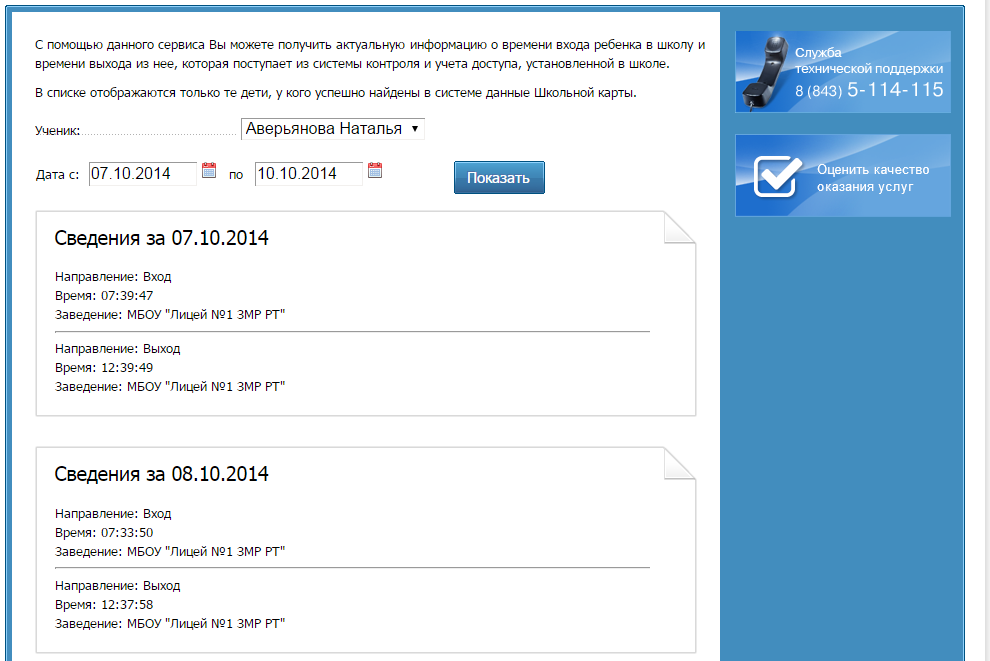 С помощью данного сервиса Вы можете получить актуальную информацию о времени входа ребенка в школу и
времени выхода из нее, которая поступает из системы контроля и учета доступа, установленной в школе.
В списке отображаются только те дети, у кого успешно найдены в системе данные Школьной карты.
Ученик: Аверьянова Наталья
Дата с: 07.10.2014 по 10.10.2014 Показать
Сведения за 07.10.2014
Направление: Вход
Время: 07:39:47
Заведение: МБОУ "Лицей №1 ЗМР РТ"
Направление: Выход
Время: 12:39:49
Заведение: МБОУ "Лицей №1 ЗМР РТ"
Сведения за 08.10.2014
Направление: Вход
Время: 07:33:50
Заведение: МБОУ "Лицей №1 ЗМР РТ"
Направление: Выход
Время: 12:37:58
Заведение: МБОУ "Лицей №1 ЗМР РТ"
Служба
технической поддержки
8 (843) 5-114-115
Оценить качество
оказания услуг